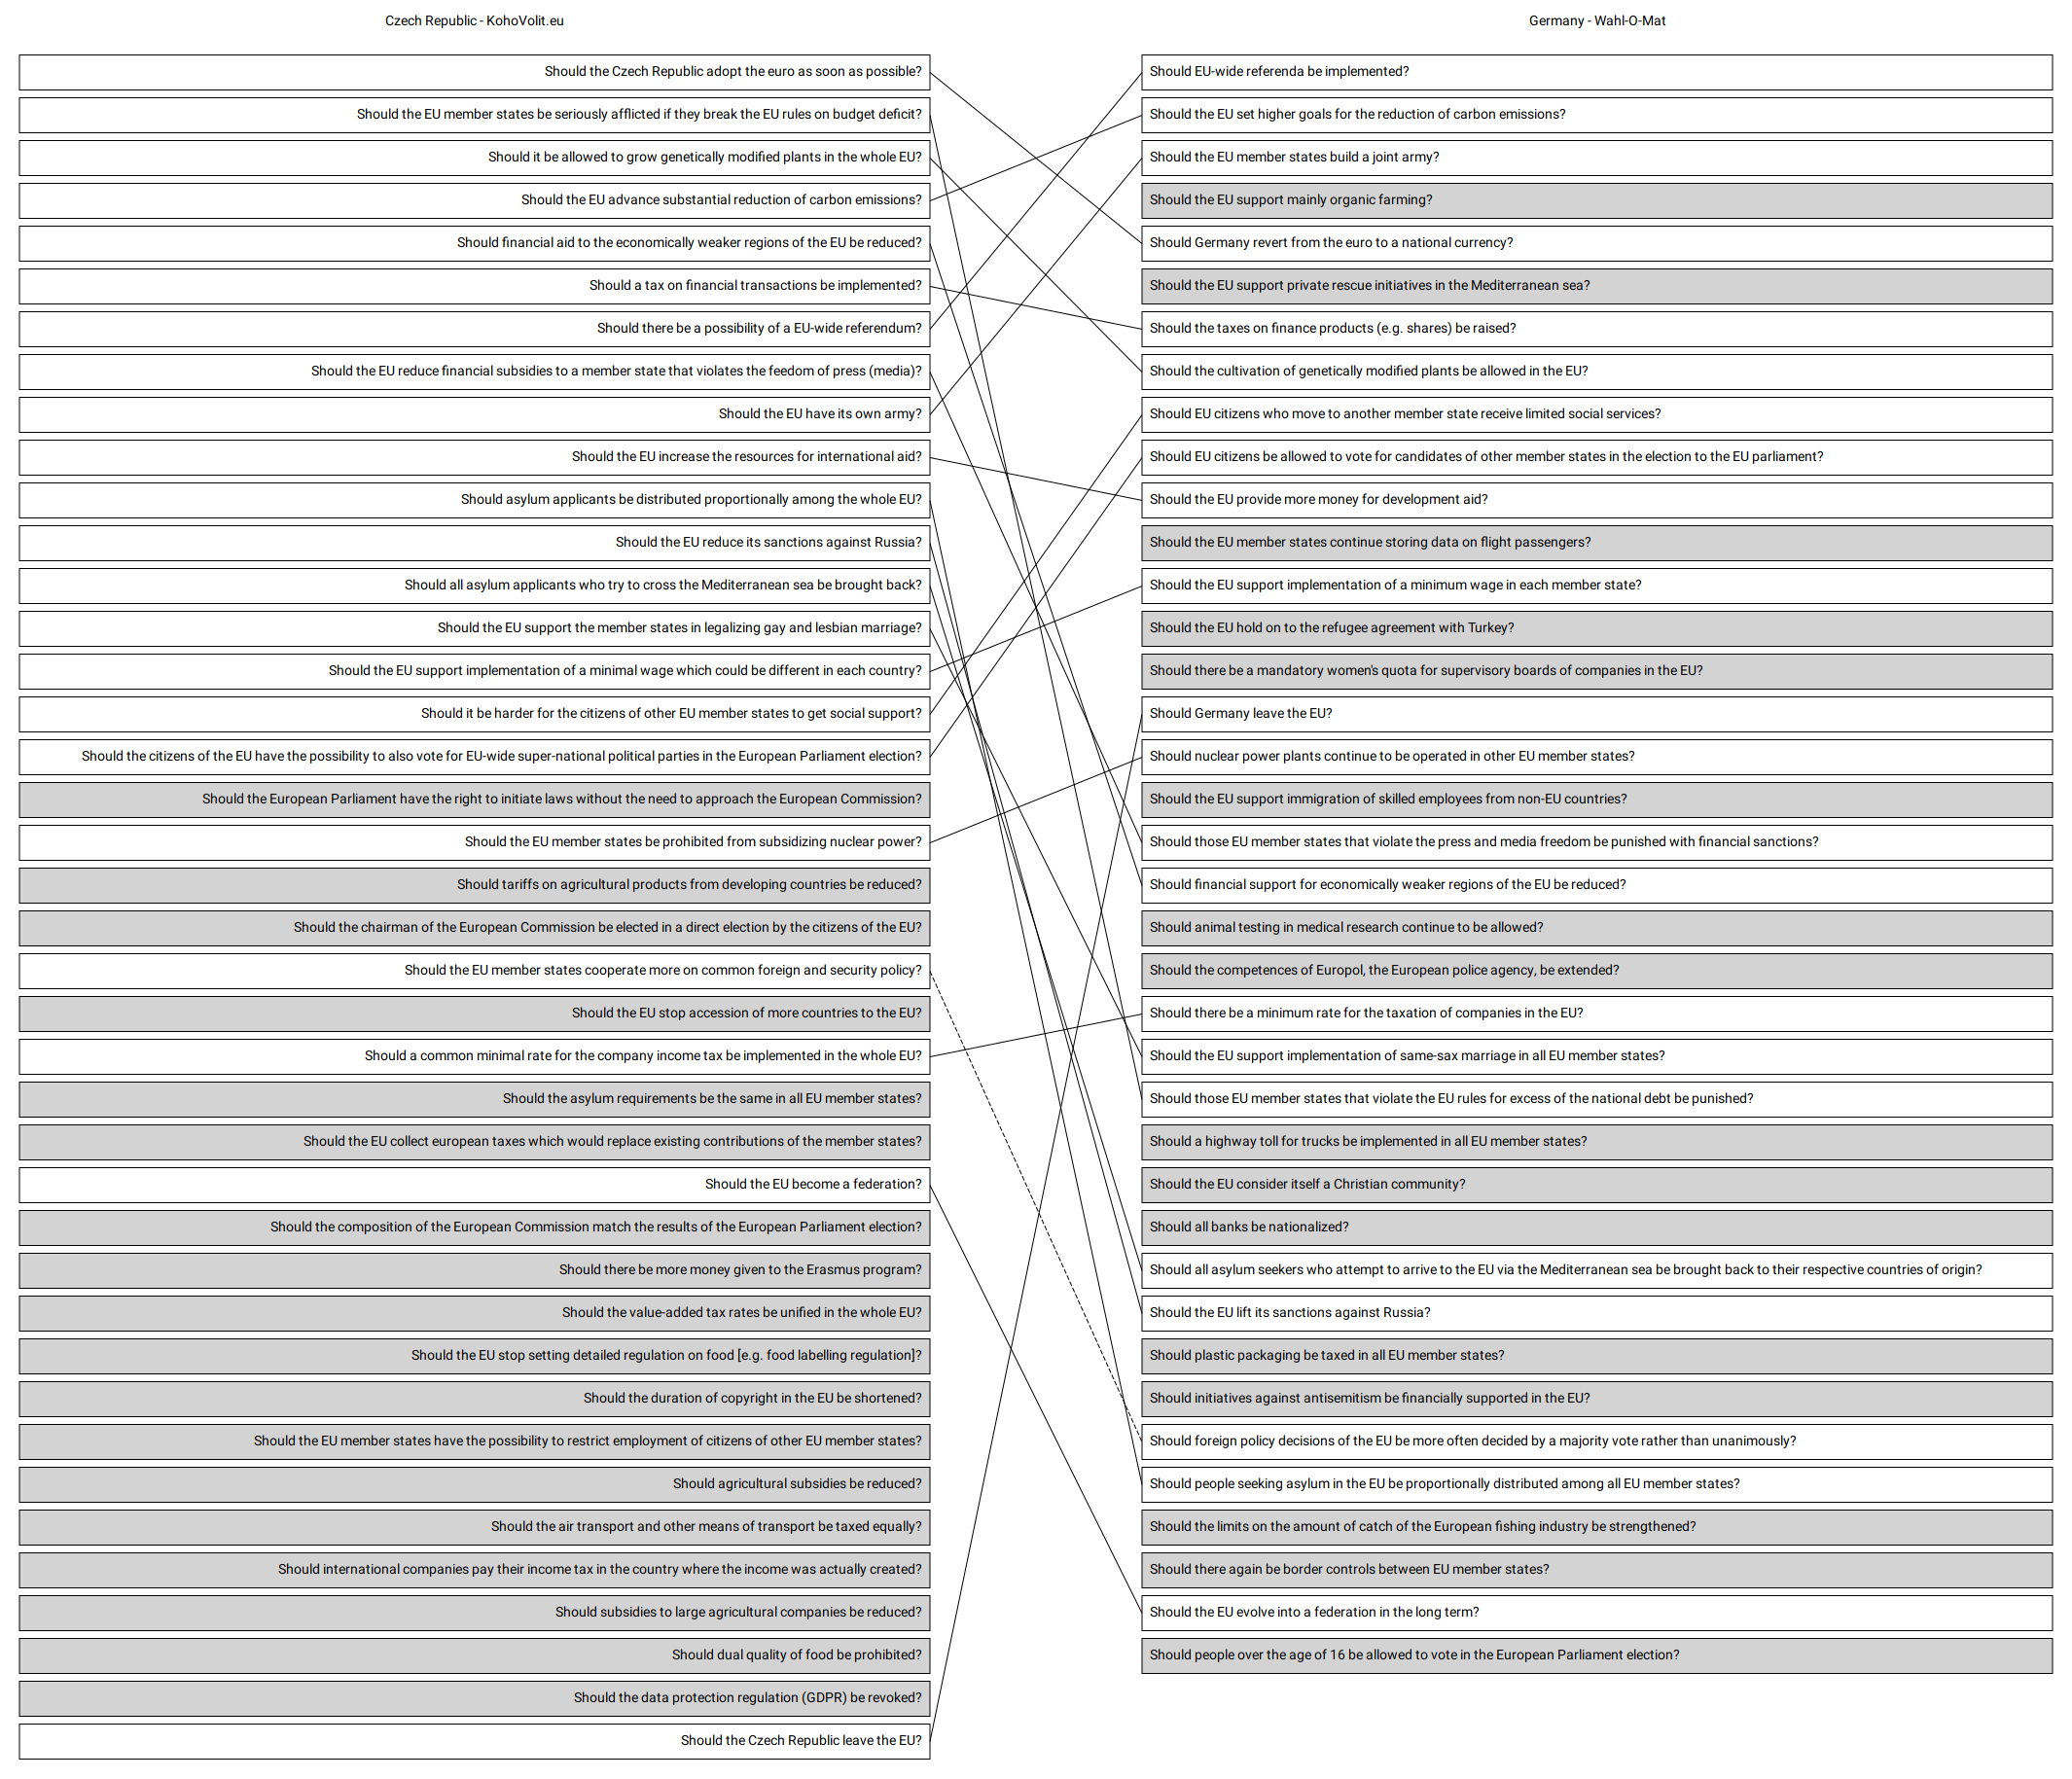 Czech Republic - KohoVolit.eu
Should the Czech Republic adopt the euro as soon as possible?
Should the EU member states be seriously afflicted if they break the EU rules on budget deficit?
Should it be allowed to grow genetically modified plants in the whole EU?
Should the EU advance substantial reduction of carbon emissions?
Should financial aid to the economically weaker regions of the EU be reduced?
Should a tax on financial transactions be implemented?
Should there be a possibility of a EU-wide referendum?
Should the EU reduce financial subsidies to a member state that violates the feedom of press (media)?
Should the EU have its own army?
Should the EU increase the resources for international aid?
Should asylum applicants be distributed proportionally among the whole EU?
Should the EU reduce its sanctions against Russia?
Should all asylum applicants who try to cross the Mediterranean sea be brought back?
Should the EU support the member states in legalizing gay and lesbian marriage?
Should the EU support implementation of a minimal wage which could be different in each country?
Should it be harder for the citizens of other EU member states to get social support?
Should the citizens of the EU have the possibility to also vote for EU-wide super-national political parties in the European Parliament election?
Should the European Parliament have the right to initiate laws without the need to approach the European Commission?
Should the EU member states be prohibited from subsidizing nuclear power?
Should tariffs on agricultural products from developing countries be reduced?
Should the chairman of the European Commission be elected in a direct election by the citizens of the EU?
Should the EU member states cooperate more on common foreign and security policy?
Should the EU stop accession of more countries to the EU?
Should a common minimal rate for the company income tax be implemented in the whole EU?
Should the asylum requirements be the same in all EU member states?
Should the EU collect european taxes which would replace existing contributions of the member states?
Should the EU become a federation?
Should the composition of the European Commission match the results of the European Parliament election?
Should there be more money given to the Erasmus program?
Should the value-added tax rates be unified in the whole EU?
Should the EU stop setting detailed regulation on food [e.g. food labelling regulation]?
Should the duration of copyright in the EU be shortened?
Should the EU member states have the possibility to restrict employment of citizens of other EU member states?
Should agricultural subsidies be reduced?
Should the air transport and other means of transport be taxed equally?
Should international companies pay their income tax in the country where the income was actually created?
Should subsidies to large agricultural companies be reduced?
Should dual quality of food be prohibited?
Should the data protection regulation (GDPR) be revoked?
Should the Czech Republic leave the EU?
Germany - Wahl-O-Mat
Should EU-wide referenda be implemented?
Should the EU set higher goals for the reduction of carbon emissions?
Should the EU member states build a joint army?
Should the EU support mainly organic farming?
Should Germany revert from the euro to a national currency?
Should the EU support private rescue initiatives in the Mediterranean sea?
Should the taxes on finance products (e.g. shares) be raised?
Should the cultivation of genetically modified plants be allowed in the EU?
Should EU citizens who move to another member state receive limited social services?
Should EU citizens be allowed to vote for candidates of other member states in the election to the EU parliament?
Should the EU provide more money for development aid?
Should the EU member states continue storing data on flight passengers?
Should the EU support implementation of a minimum wage in each member state?
Should the EU hold on to the refugee agreement with Turkey?
Should there be a mandatory women's quota for supervisory boards of companies in the EU?
Should Germany leave the EU?
Should nuclear power plants continue to be operated in other EU member states?
Should the EU support immigration of skilled employees from non-EU countries?
Should those EU member states that violate the press and media freedom be punished with financial sanctions?
Should financial support for economically weaker regions of the EU be reduced?
Should animal testing in medical research continue to be allowed?
Should the competences of Europol, the European police agency, be extended?
Should there be a minimum rate for the taxation of companies in the EU?
Should the EU support implementation of same-sax marriage in all EU member states?
Should those EU member states that violate the EU rules for excess of the national debt be punished?
Should a highway toll for trucks be implemented in all EU member states?
Should the EU consider itself a Christian community?
Should all banks be nationalized?
Should all asylum seekers who attempt to arrive to the EU via the Mediterranean sea be brought back to their respective countries of origin?
Should the EU lift its sanctions against Russia?
Should plastic packaging be taxed in all EU member states?
Should initiatives against antisemitism be financially supported in the EU?
Should foreign policy decisions of the EU be more often decided by a majority vote rather than unanimously?
Should people seeking asylum in the EU be proportionally distributed among all EU member states?
Should the limits on the amount of catch of the European fishing industry be strengthened?
Should there again be border controls between EU member states?
Should the EU evolve into a federation in the long term?
Should people over the age of 16 be allowed to vote in the European Parliament election?